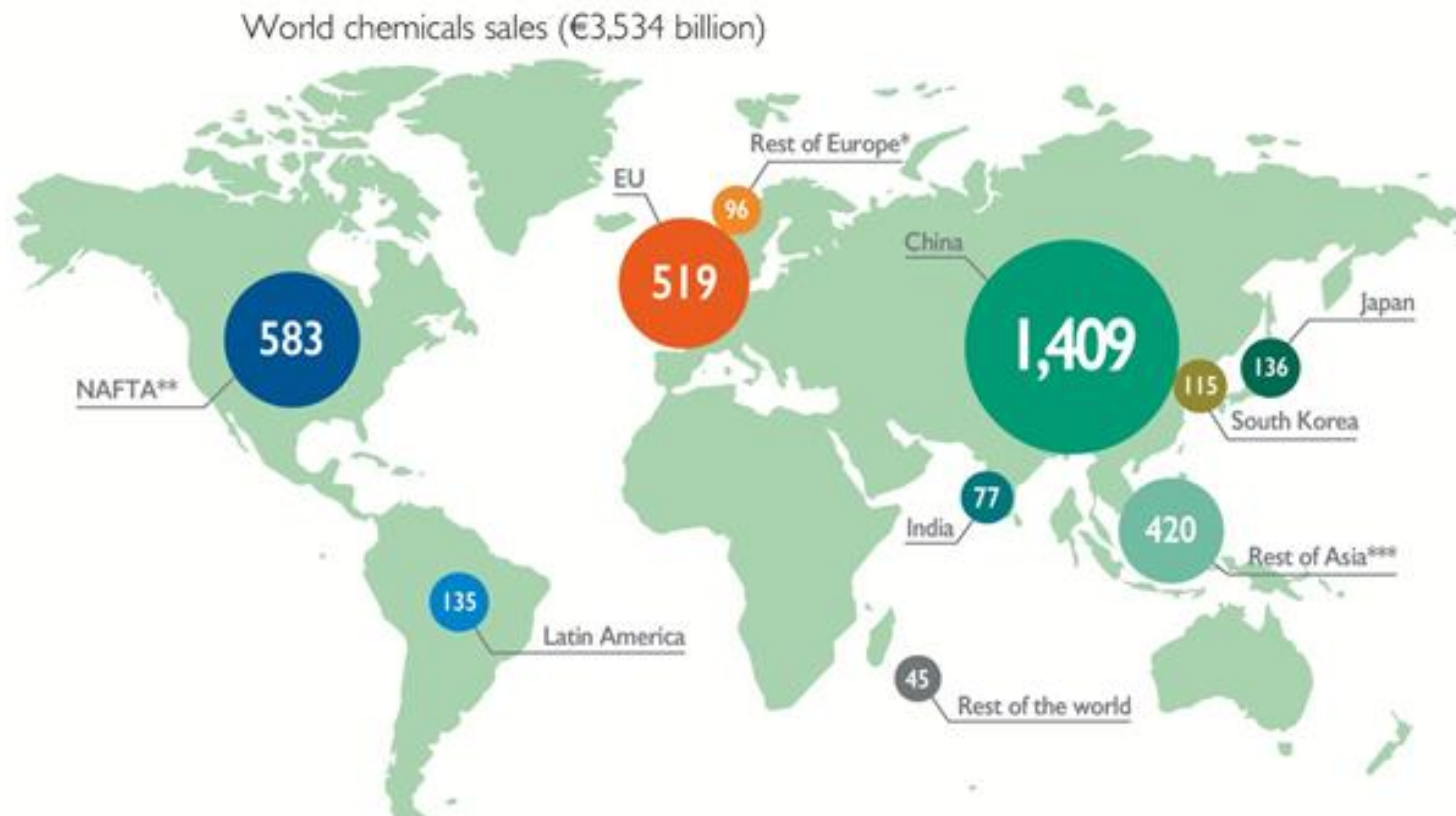 World chemicals sales (€3,534 billion)
Rest of Europe*
EU
96
China
519
1,409
Japan
583
136
115
NAFTA**
South Korea
77
India
420
Rest of Asia***
135
Latin America
45
Rest of the world